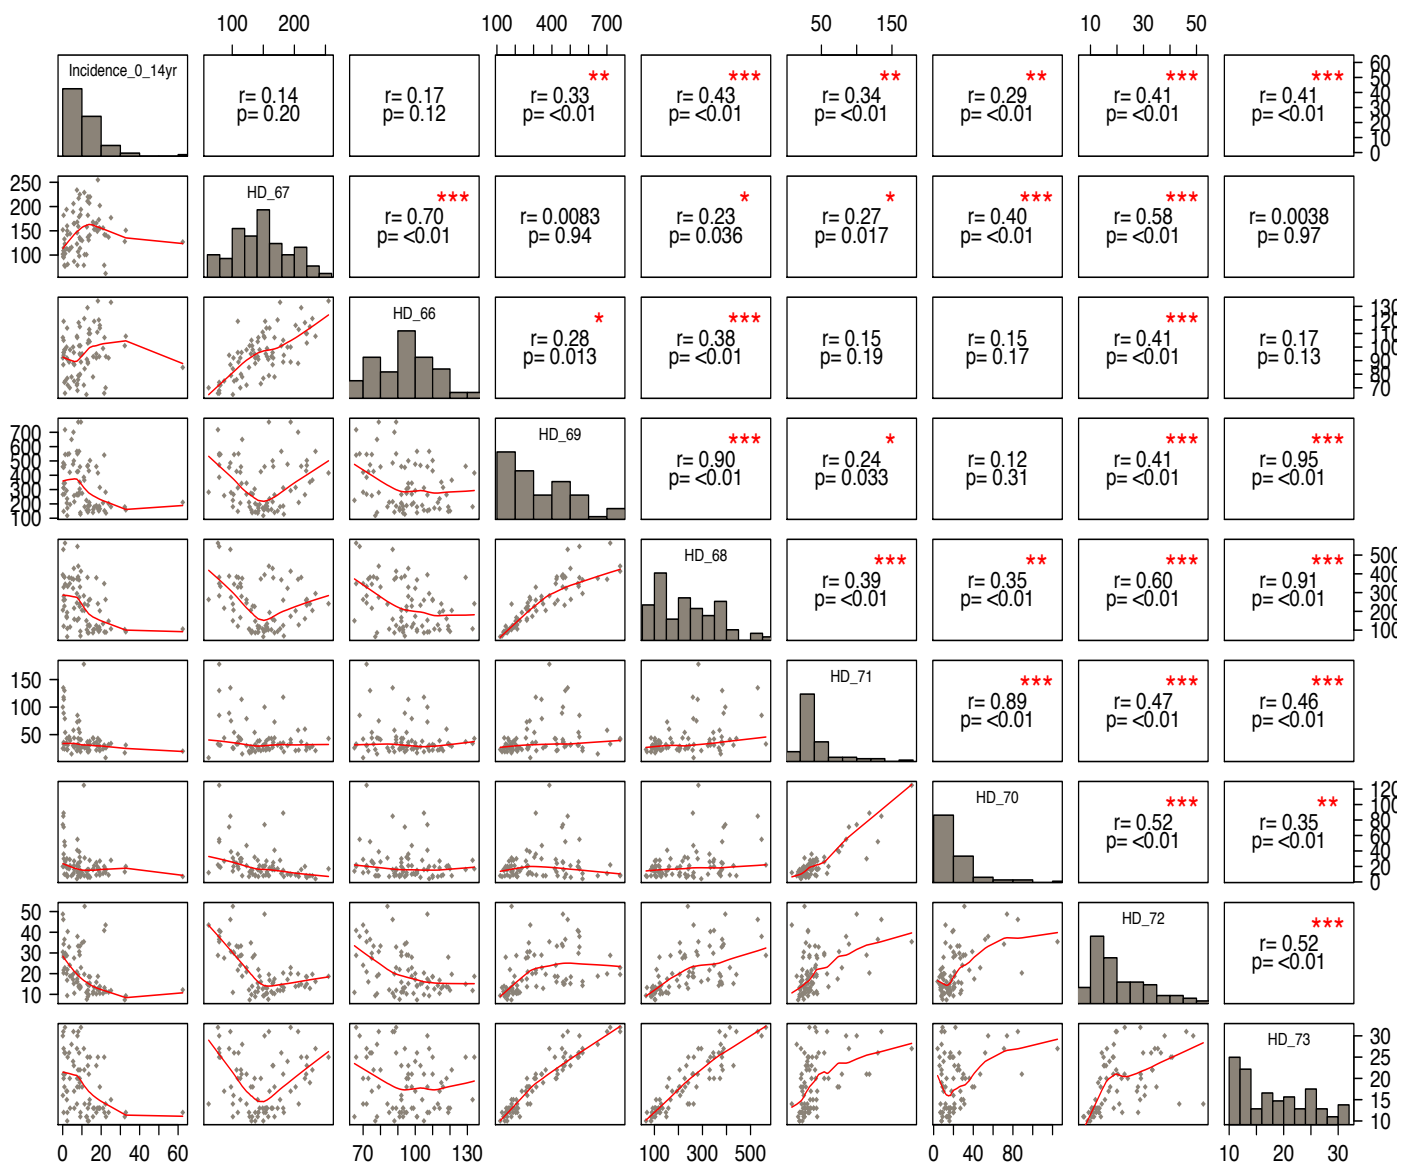 100 200 100 400 700 50 150 10 30 50
Incidence_0_14yr
** *** ** ** *** ***
r= 0.14 r= 0.17 r= 0.33 r= 0.43 r= 0.34 r= 0.29 r= 0.41 r= 0.41
p= 0.20 p= 0.12 p= <0.01 p= <0.01 p= <0.01 p= <0.01 p= <0.01 p= <0.01
60
40
30
20
10
0
250
200
150
100
HD_67
*** * * *** ***
r= 0.70 r= 0.0083 r= 0.23 r= 0.27 r= 0.40 r= 0.58 r= 0.0038
p= <0.01 p= 0.94 p= 0.036 p= 0.017 p= <0.01 p= <0.01 p= 0.97
HD_66
* *** ***
r= 0.28 r= 0.38 r= 0.15 r= 0.15 r= 0.41 r= 0.17
p= 0.013 p= <0.01 p= 0.19 p= 0.17 p= <0.01 p= 0.13
90
80
70
700
600
500
400
300
200
100
HD_69
*** * *** ***
r= 0.90 r= 0.24 r= 0.12 r= 0.41 r= 0.95
p= <0.01 p= 0.033 p= 0.31 p= <0.01 p= <0.01
HD_68
*** ** *** ***
r= 0.39 r= 0.35 r= 0.60 r= 0.91
p= <0.01 p= <0.01 p= <0.01 p= <0.01
150
50
HD_71
*** *** ***
r= 0.89 r= 0.47 r= 0.46
p= <0.01 p= <0.01 p= <0.01
HD_70
*** **
r= 0.52 r= 0.35
p= <0.01 p= <0.01
80
60
40
20
0
50
40
30
20
10
HD_72
***
r= 0.52
p= <0.01
HD_73
30
25
20
15
10
0 20 40 60 70 100 130 100 300 500 0 40 80 10 20 30